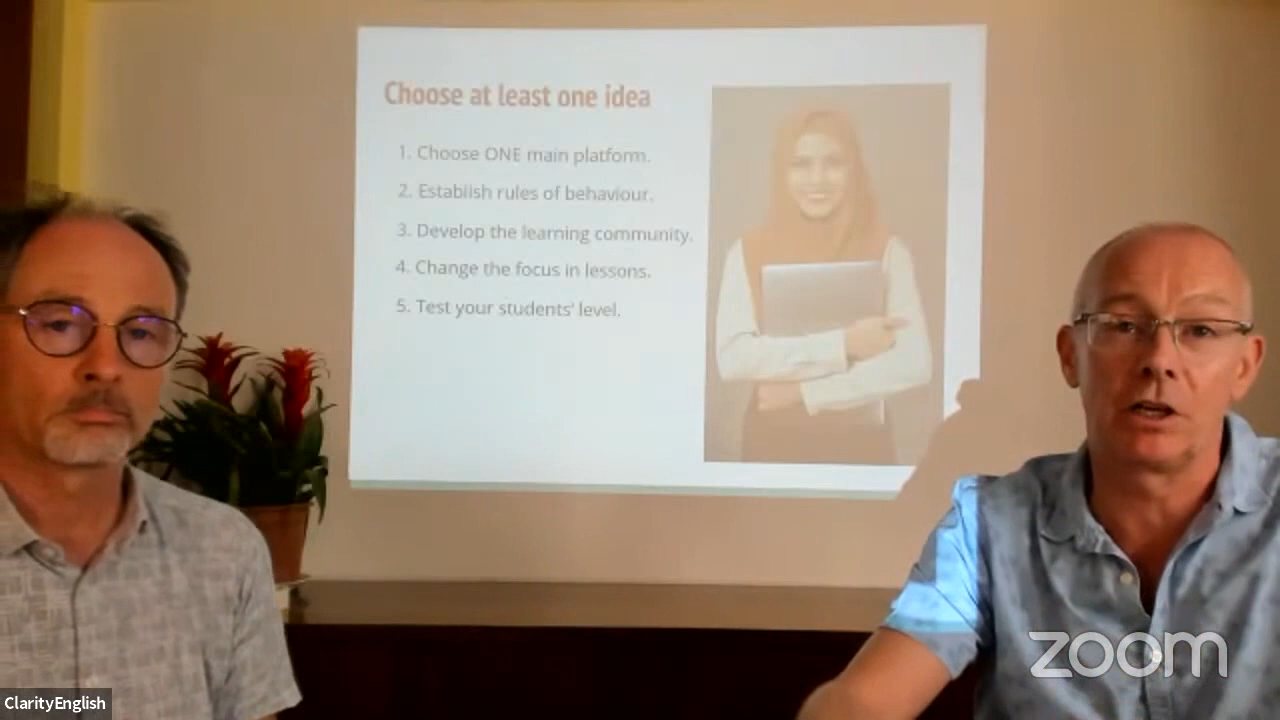 Choose at least one idea
1. Choose ONE main platform.
2. Establish rules of behaviour.
3. Develop the learning community.
4. Change the focus in lessons.
5. Test your students' level.
zoom
ClarityEnglish